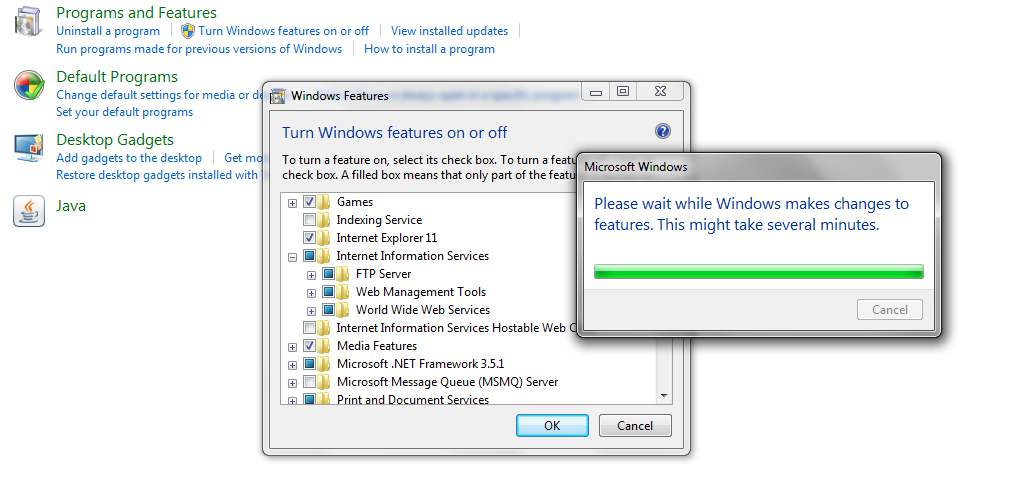 Programs and Features
Uninstall a program Turn Windows features on or off View installed updates
Run programs made for previous versions of Windows How to install a program
Default Programs
Change default settings for media or de
Set your default programs
Desktop Gadgets
Add gadgets to the desktop Get mo
Restore desktop gadgets installed with
Java
Windows Features
Turn Windows features on or off
To turn a feature on, select its check box. To turn a featu
check box. A filled box means that only part of the featu
Games
Indexing Service
Internet Explorer 11
Internet Information Services
FTP Server
Web Management Tools
World Wide Web Services
Internet Information Services Hostable Web C
Media Features
Microsoft .NET Framework 3.5.1
Microsoft Message Queue (MSMQ) Server
Print and Document Services
OK Cancel
Microsoft Windows
Please wait while Windows makes changes to
features. This might take several minutes.
Cancel